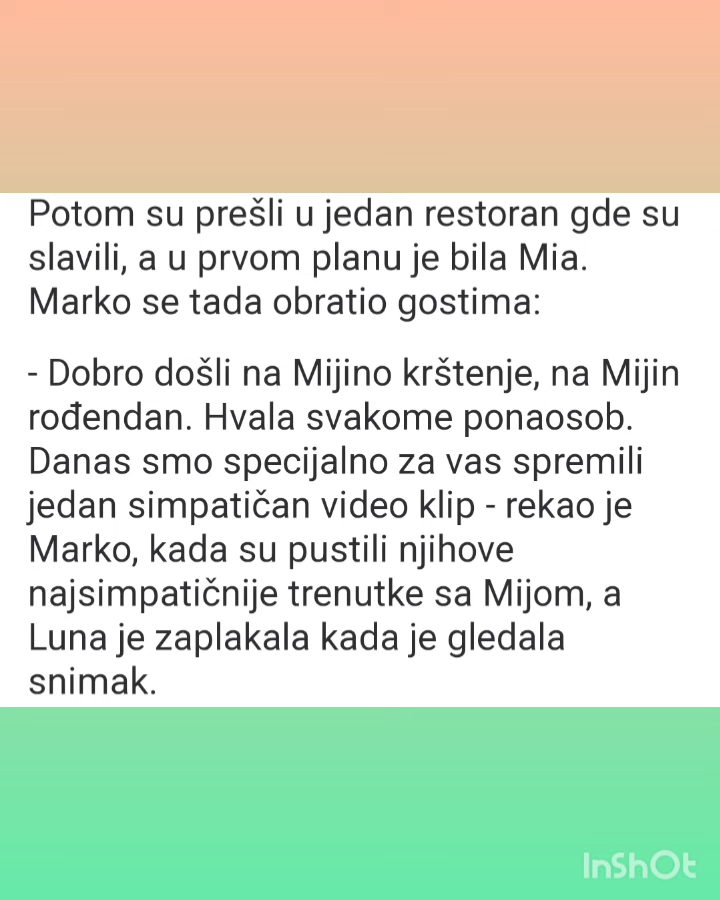 Potom su prešli u jedan restoran gde su
slavili, a u prvom planu je bila Mia.
Marko se tada obratio gostima:
- Dobro došli na Mijino krštenje, na Mijin
rođendan. Hvala svakome ponaosob.
Danas smo specijalno za vas spremili
jedan simpatičan video klip - rekao je
Marko, kada su pustili njihove
najsimpatičnije trenutke sa Mijom, a
Luna je zaplakala kada je gledala
snimak.
InShOt